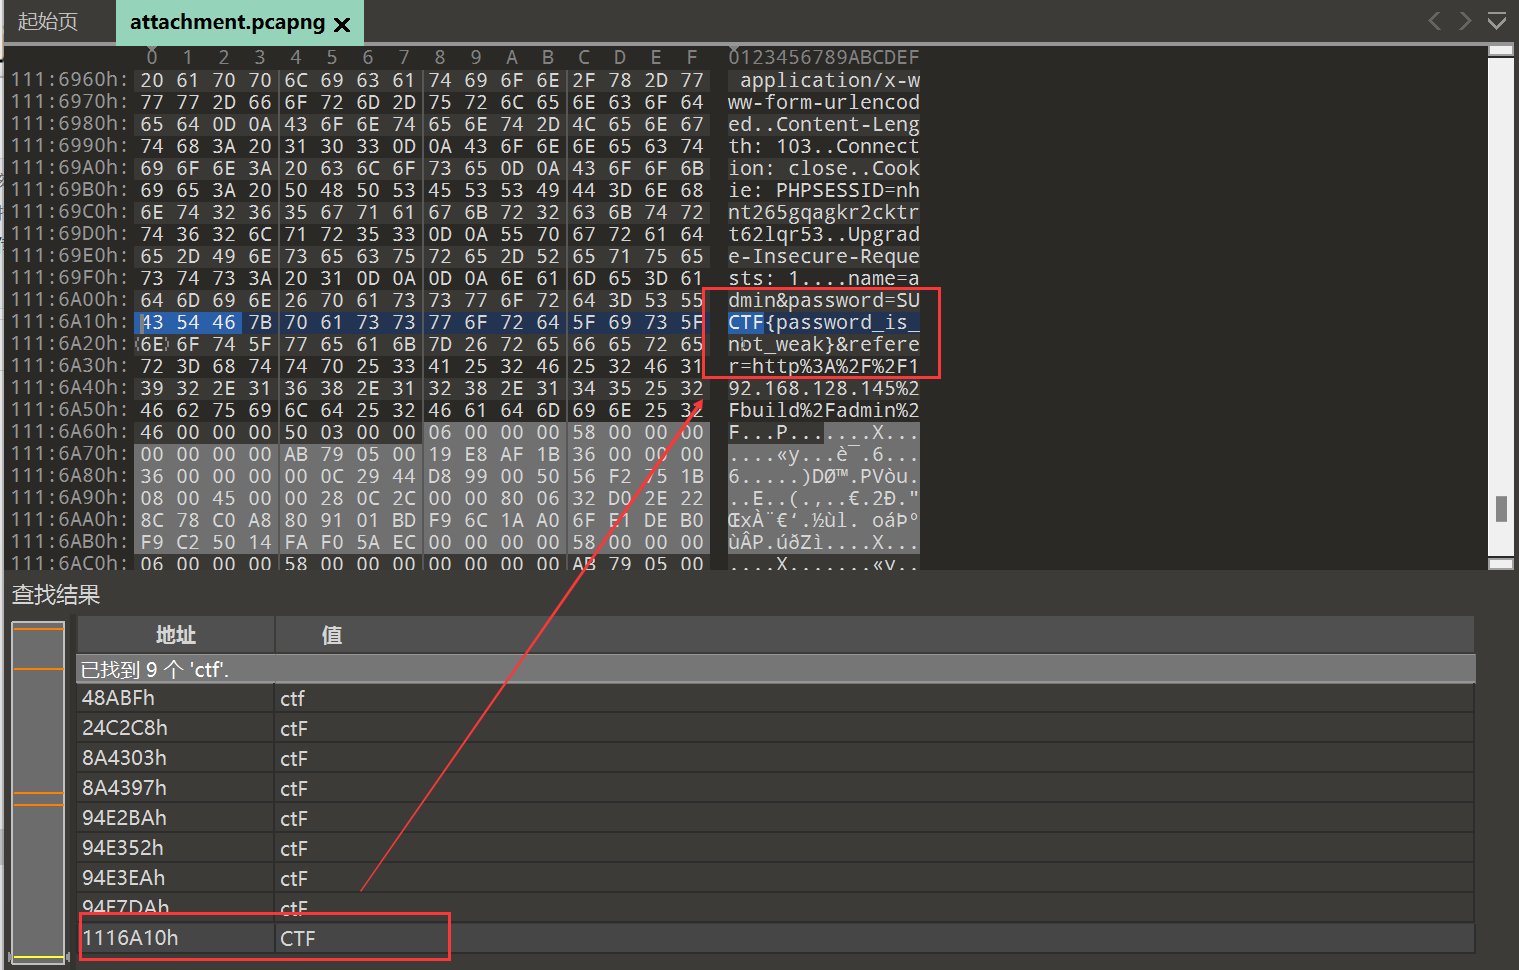 起始页 attachment.pcapng
0 1 2 3 4 5 6 7 8 9 A B C D E F 0123456789ABCDEF
111:6960h: 20 61 70 70 6C 69 63 61 74 69 6F 6E 2F 78 2D 77  application/x-w
111:6970h: 77 77 2D 66 6F 72 6D 2D 75 72 6C 65 6E 63 6F 64 ww-form-urlencod
111:6980h: 65 64 0D 0A 43 6F 6E 74 65 6E 74 2D 4C 65 6E 67 ed..Content-Leng
111:6990h: 74 68 3A 20 31 30 33 0D 0A 43 6F 6E 6E 65 63 74 th: 103..Connect
111:69A0h: 69 6F 6E 3A 20 63 6C 6F 73 65 0D 0A 43 6F 6F 6B ion: close..Cook
111:69B0h: 69 65 3A 20 50 48 50 53 45 53 53 49 44 3D 6E 68 ie: PHPSESSID=nh
111:69C0h: 6E 74 32 36 35 67 71 61 67 6B 72 32 63 6B 74 72 nt265gqagkr2cktr
111:69D0h: 74 36 32 6C 71 72 35 33 0D 0A 55 70 67 72 61 64 t62lqr53..Upgrad
111:69E0h: 65 2D 49 6E 73 65 63 75 72 65 2D 52 65 71 75 65 e-Insecure-Reque
111:69F0h: 73 74 73 3A 20 31 0D 0A 0D 0A 6E 61 6D 65 3D 61 sts: 1....name=a
111:6A00h: 64 6D 69 6E 26 70 61 73 73 77 6F 72 64 3D 53 55 dmin&password=SU
111:6A10h: 43 54 46 7B 70 61 73 73 77 6F 72 64 5F 69 73 5F CTF{password_is_
111:6A20h: 6E 6F 74 5F 77 65 61 6B 7D 26 72 65 66 65 72 65 not_weak}&refere
111:6A30h: 72 3D 68 74 74 70 25 33 41 25 32 46 25 32 46 31 r=http%3A%2F%2F1
111:6A40h: 39 32 2E 31 36 38 2E 31 32 38 2E 31 34 35 25 32 92.168.128.145%2
111:6A50h: 46 62 75 69 6C 64 25 32 46 61 64 6D 69 6E 25 32 Fbuild%2Fadmin%2
111:6A60h: 46 00 00 00 50 03 00 00 06 00 00 00 58 00 00 00 F...P.......X...
111:6A70h: 00 00 00 00 AB 79 05 00 19 E8 AF 1B 36 00 00 00 ....«y...è¯.6...
111:6A80h: 36 00 00 00 00 0C 29 44 D8 99 00 50 56 F2 75 1B 6.....)DØ™.PVòu.
111:6A90h: 08 00 45 00 00 28 0C 2C 00 00 80 06 32 D0 2E 22 ..E..(.,..€.2Ð."
111:6AA0h: 8C 78 C0 A8 80 91 01 BD F9 6C 1A A0 6F E1 DE B0 ŒxÀ¨€‘.½ùl. oáÞ°
111:6AB0h: F9 C2 50 14 FA F0 5A EC 00 00 00 00 58 00 00 00 ùÂP.úðZì....X...
111:6AC0h: 06 00 00 00 58 00 00 00 00 00 00 00 AB 79 05 00 ....X.......«y..
查找结果
地址 值
已找到 9 个 'ctf'.
48ABFh ctf
24C2C8h ctF
8A4303h ctF
8A4397h ctF
94E2BAh ctF
94E352h ctF
94E3EAh ctF
94F7DAh ctF
1116A10h CTF